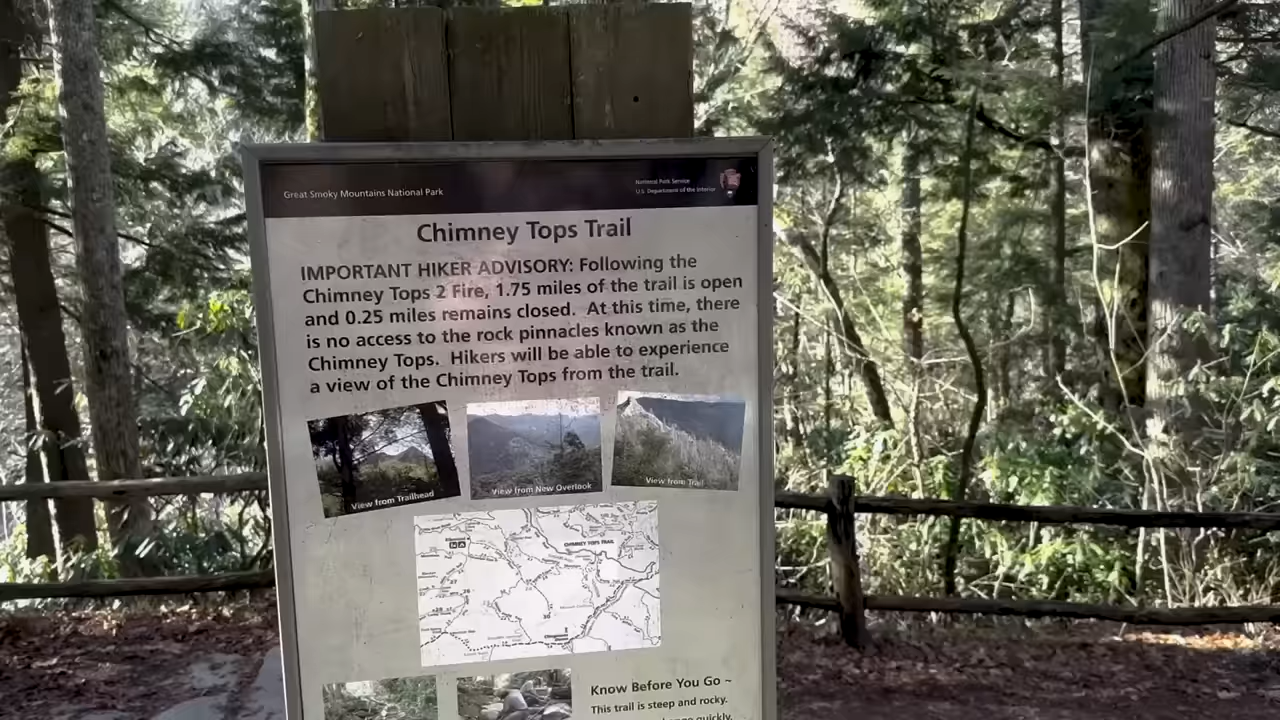 Great Smoky Mountains National Park
National Park Service
U.S. Department of the Interior
Chimney Tops Trail
IMPORTANT HIKER ADVISORY: Following the
Chimney Tops 2 Fire, 1.75 miles of the trail is open
and 0.25 miles remains closed. At this time, there
is no access to the rock pinnacles known as the
Chimney Tops. Hikers will be able to experience
a view of the Chimney Tops from the trail.
View from Trailhead
View from New Overlook
View from Trail
CHIMNEY TOPS TRAIL
Know Before You Go ~
This trail is steep and rocky.
quickly.